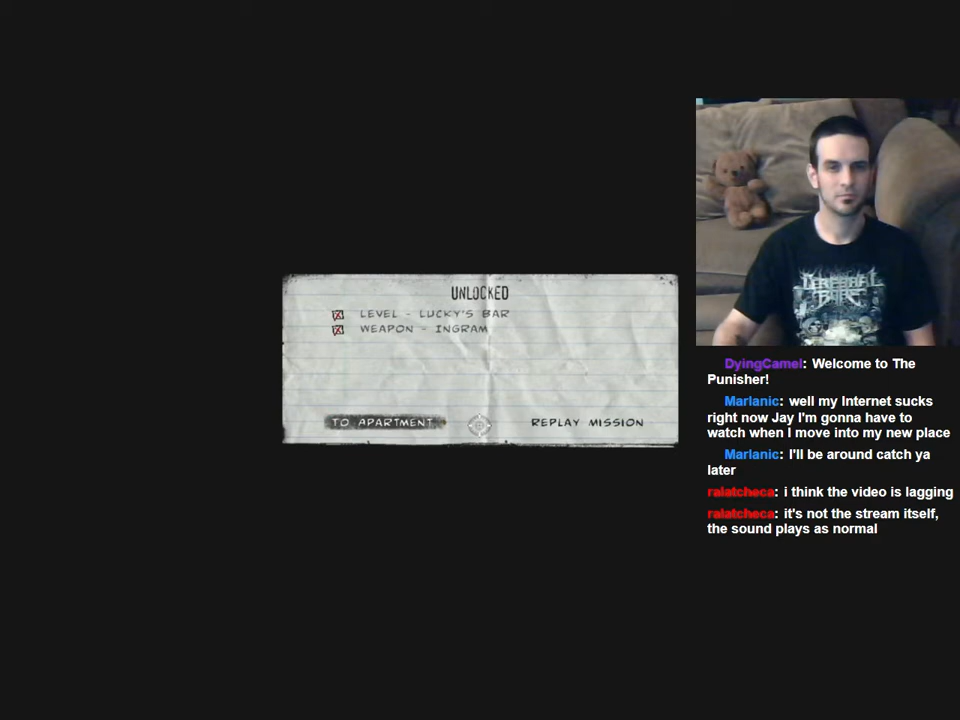 UNLOCKED
LEVEL - LUCKY'S BAR
WEAPON - INGRAM
TO APARTMENT
REPLAY MISSION
CEREBRAL
BORE
DyingCamel: Welcome to The
Punisher!
Marlanic: well my Internet sucks
right now Jay I'm gonna have to
watch when I move into my new place
Marlanic: I'll be around catch ya
later
ralatcheca: i think the video is lagging
ralatcheca: it's not the stream itself,
the sound plays as normal